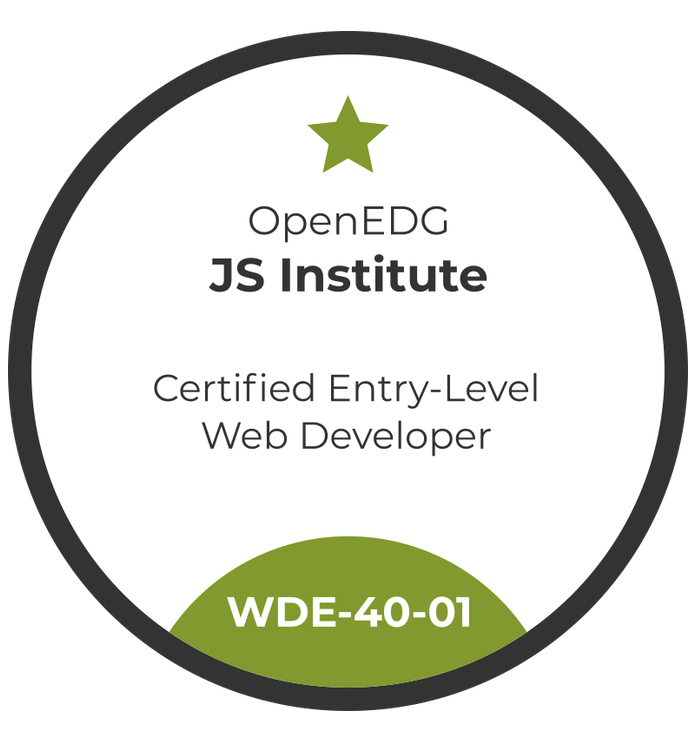 OpenEDG
JS Institute
Certified Entry-Level
Web Developer
WDE-40-01